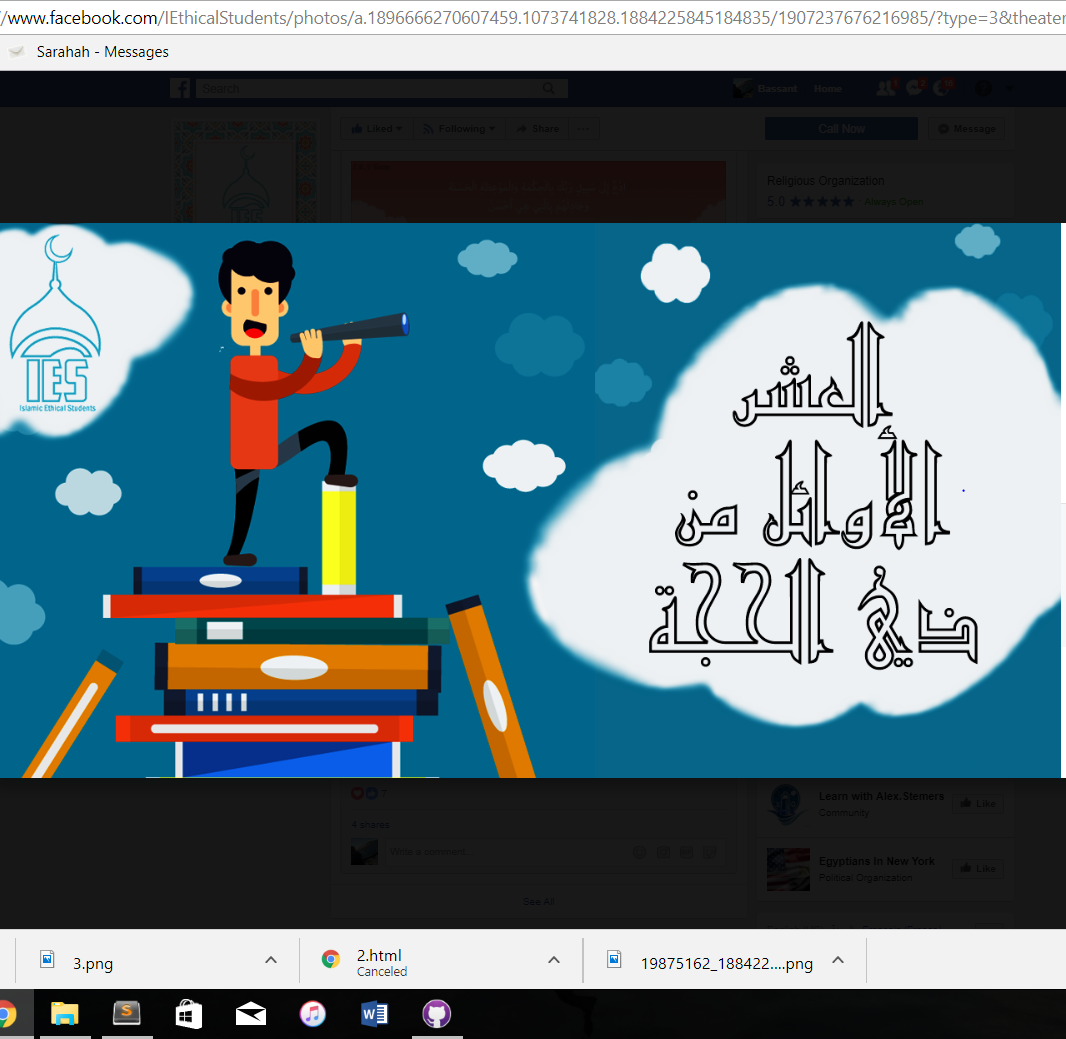 /www.facebook.com/IEthicalStudents/photos/a.1896666270607459.1073741828.1884225845184835/1907237676216985/?type=3&theater
Sarahah - Messages
Search
Bassant
Home
Liked
Following
Share
Call Now
Message
Religious Organization
5.0
Always Open
IES
Islamic Ethical Students
العشر
الأوائل من
ذي الحجة
4 shares
Write a comment...
See All
Learn with Alex.Stemers
Community
Like
Egyptians In New York
Political Organization
Like
3.png
2.html
Canceled
19875162_188422....png